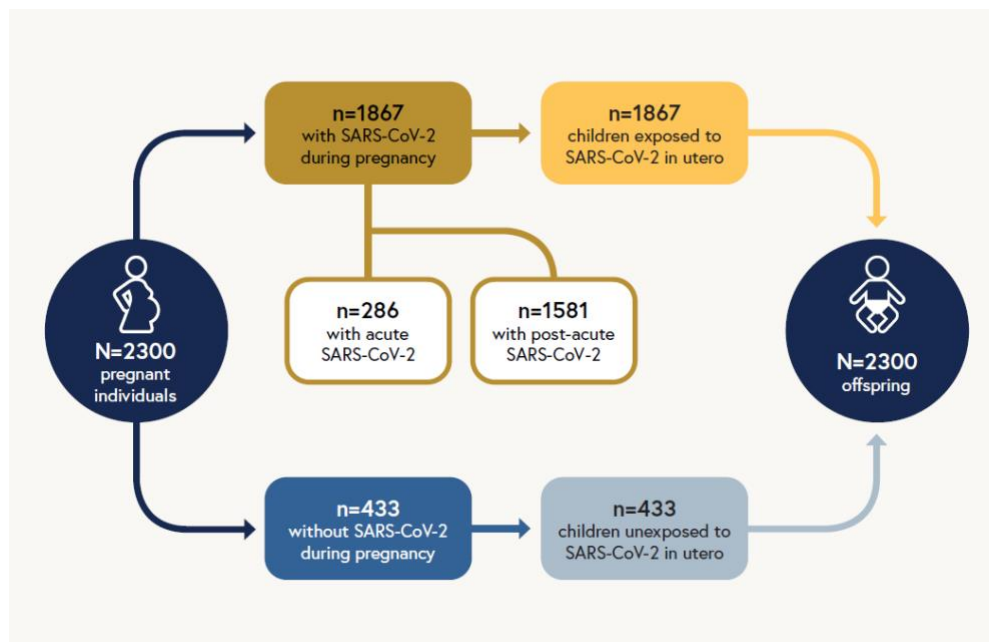 N=2300
pregnant
individuals
n=1867
with SARS-CoV-2
during pregnancy
n=1867
children exposed to
SARS-CoV-2 in utero
n=286
with acute
SARS-CoV-2
n=1581
with post-acute
SARS-CoV-2
n=433
without SARS-CoV-2
during pregnancy
n=433
children unexposed to
SARS-CoV-2 in utero
N=2300
offspring